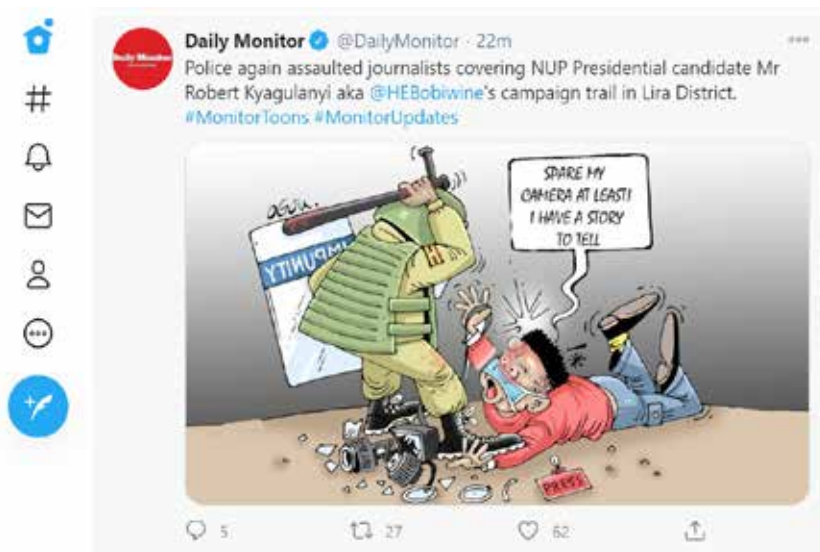 Daily Monitor @DailyMonitor · 22m
Daily Monitor
Police again assaulted journalists covering NUP Presidential candidate Mr
Robert Kyagulanyi aka @HEBobiwine's campaign trail in Lira District.
#MonitorToons #MonitorUpdates
SPARE MY
CAMERA AT LEAST!
I HAVE A STORY
TO TELL
IMPUNITY
PRESS
5 27 62